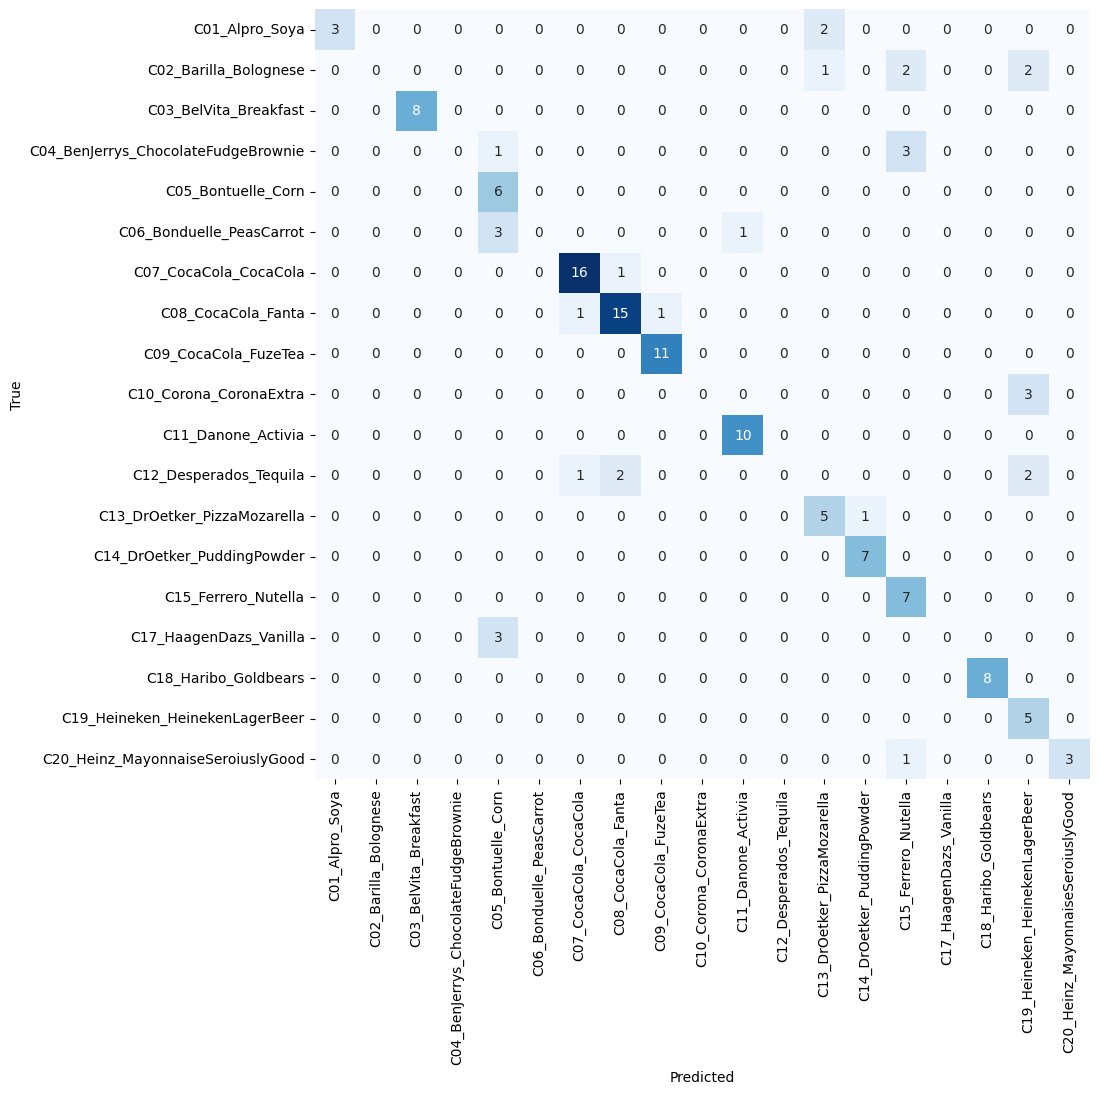 True
C01_Alpro_Soya 3 0 0 0 0 0 0 0 0 0 0 0 2 0 0 0 0 0 0
C02_Barilla_Bolognese 0 0 0 0 0 0 0 0 0 0 0 0 1 0 2 0 0 2 0
C03_BelVita_Breakfast 0 0 8 0 0 0 0 0 0 0 0 0 0 0 0 0 0 0 0
C04_BenJerrys_ChocolateFudgeBrownie 0 0 0 0 1 0 0 0 0 0 0 0 0 0 3 0 0 0 0
C05_Bontuelle_Corn 0 0 0 0 6 0 0 0 0 0 0 0 0 0 0 0 0 0 0
C06_Bonduelle_PeasCarrot 0 0 0 0 3 0 0 0 0 0 1 0 0 0 0 0 0 0 0
C07_CocaCola_CocaCola 0 0 0 0 0 0 16 1 0 0 0 0 0 0 0 0 0 0 0
C08_CocaCola_Fanta 0 0 0 0 0 0 1 15 1 0 0 0 0 0 0 0 0 0 0
C09_CocaCola_FuzeTea 0 0 0 0 0 0 0 0 11 0 0 0 0 0 0 0 0 0 0
C10_Corona_CoronaExtra 0 0 0 0 0 0 0 0 0 0 0 0 0 0 0 0 0 3 0
C11_Danone_Activia 0 0 0 0 0 0 0 0 0 0 10 0 0 0 0 0 0 0 0
C12_Desperados_Tequila 0 0 0 0 0 0 1 2 0 0 0 0 0 0 0 0 0 2 0
C13_DrOetker_PizzaMozarella 0 0 0 0 0 0 0 0 0 0 0 0 5 1 0 0 0 0 0
C14_DrOetker_PuddingPowder 0 0 0 0 0 0 0 0 0 0 0 0 0 7 0 0 0 0 0
C15_Ferrero_Nutella 0 0 0 0 0 0 0 0 0 0 0 0 0 0 7 0 0 0 0
C17_HaagenDazs_Vanilla 0 0 0 0 3 0 0 0 0 0 0 0 0 0 0 0 0 0 0
C18_Haribo_Goldbears 0 0 0 0 0 0 0 0 0 0 0 0 0 0 0 0 8 0 0
C19_Heineken_HeinekenLagerBeer 0 0 0 0 0 0 0 0 0 0 0 0 0 0 0 0 0 5 0
C20_Heinz_MayonnaiseSeroiuslyGood 0 0 0 0 0 0 0 0 0 0 0 0 0 0 1 0 0 0 3
C01_Alpro_Soya
C02_Barilla_Bolognese
C03_BelVita_Breakfast
C04_BenJerrys_ChocolateFudgeBrownie
C05_Bontuelle_Corn
C06_Bonduelle_PeasCarrot
C07_CocaCola_CocaCola
C08_CocaCola_Fanta
C09_CocaCola_FuzeTea
C10_Corona_CoronaExtra
C11_Danone_Activia
C12_Desperados_Tequila
C13_DrOetker_PizzaMozarella
C14_DrOetker_PuddingPowder
C15_Ferrero_Nutella
C17_HaagenDazs_Vanilla
C18_Haribo_Goldbears
C19_Heineken_HeinekenLagerBeer
C20_Heinz_MayonnaiseSeroiuslyGood
Predicted